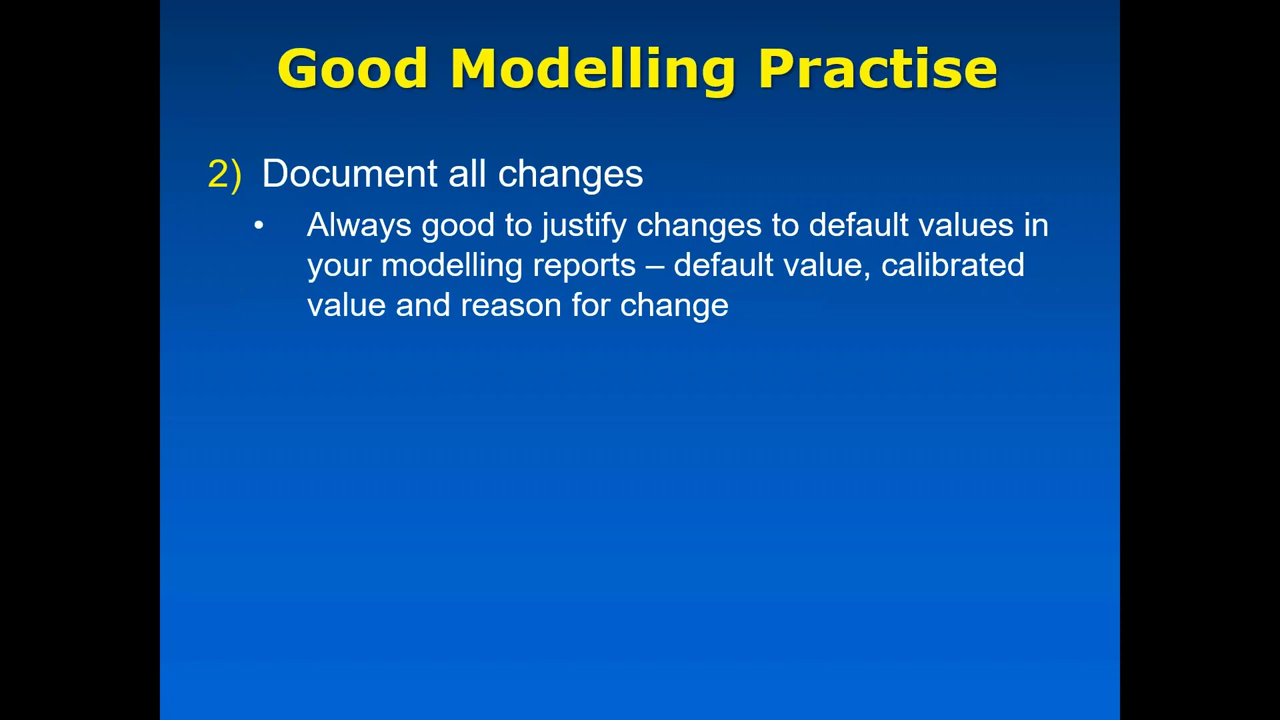 Good Modelling Practise
2) Document all changes
• Always good to justify changes to default values in
your modelling reports – default value, calibrated
value and reason for change